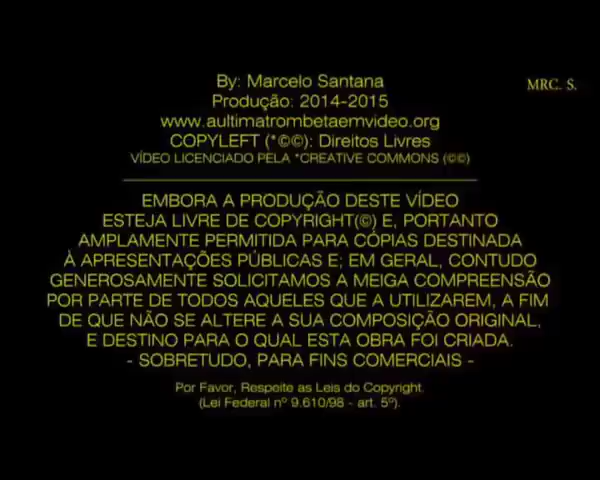 By: Marcelo Santana
MRC. S.
Produção: 2014-2015
www.aultimatrombetaemvideo.org
COPYLEFT (*©©): Direitos Livres
VÍDEO LICENCIADO PELA *CREATIVE COMMONS (©©)
EMBORA A PRODUÇÃO DESTE VÍDEO
ESTEJA LIVRE DE COPYRIGHT(©) E, PORTANTO
AMPLAMENTE PERMITIDA PARA CÓPIAS DESTINADA
À APRESENTAÇÕES PÚBLICAS E; EM GERAL, CONTUDO
GENEROSAMENTE SOLICITAMOS A MEIGA COMPREENSÃO
POR PARTE DE TODOS AQUELES QUE A UTILIZAREM, A FIM
DE QUE NÃO SE ALTERE A SUA COMPOSIÇÃO ORIGINAL,
E DESTINO PARA O QUAL ESTA OBRA FOI CRIADA.
- SOBRETUDO, PARA FINS COMERCIAIS -
Por Favor, Respeite as Leis do Copyright.
(Lei Federal nº 9.610/98 - art. 5º).